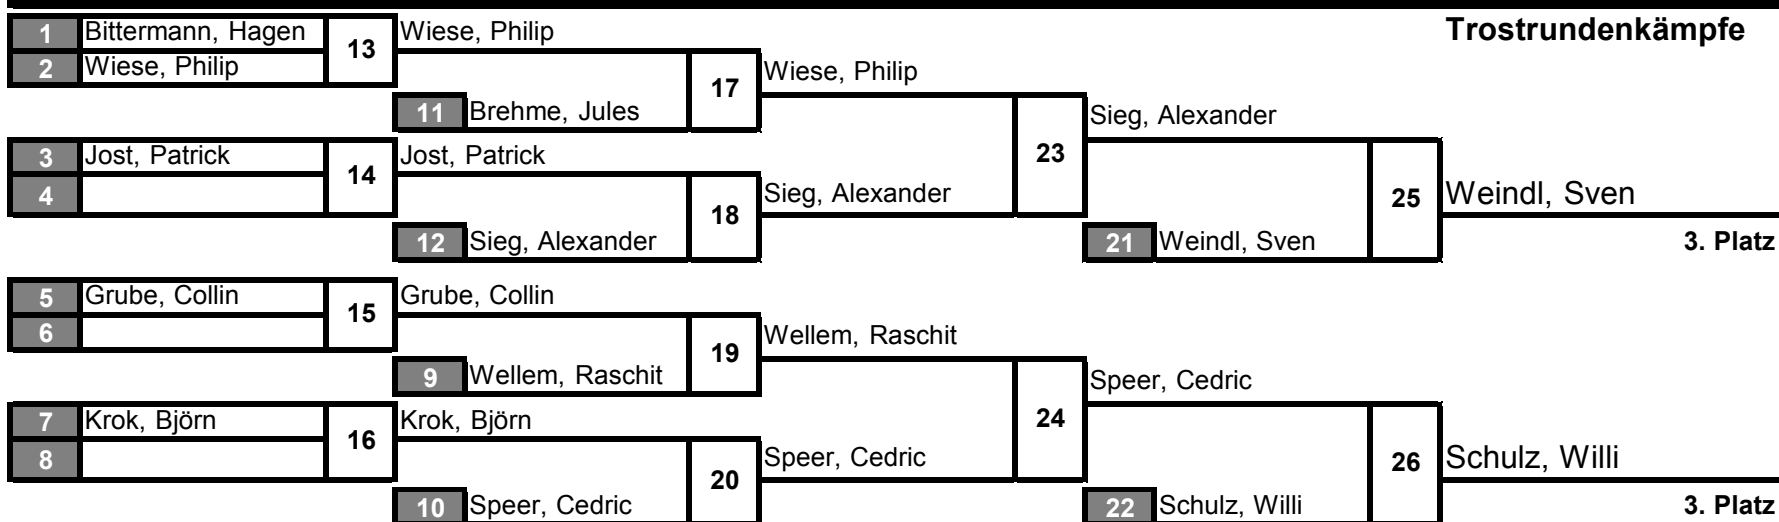 Trostrundenkämpfe
1 Bittermann, Hagen 13 Wiese, Philip
2 Wiese, Philip
17 Wiese, Philip
11 Brehme, Jules
23 Sieg, Alexander
3 Jost, Patrick 14 Jost, Patrick
4
18 Sieg, Alexander
25 Weindl, Sven
12 Sieg, Alexander
21 Weindl, Sven
3. Platz
5 Grube, Collin 15 Grube, Collin
6
19 Wellem, Raschit
9 Wellem, Raschit
24 Speer, Cedric
7 Krok, Björn 16 Krok, Björn
8
20 Speer, Cedric
26 Schulz, Willi
10 Speer, Cedric
22 Schulz, Willi
3. Platz